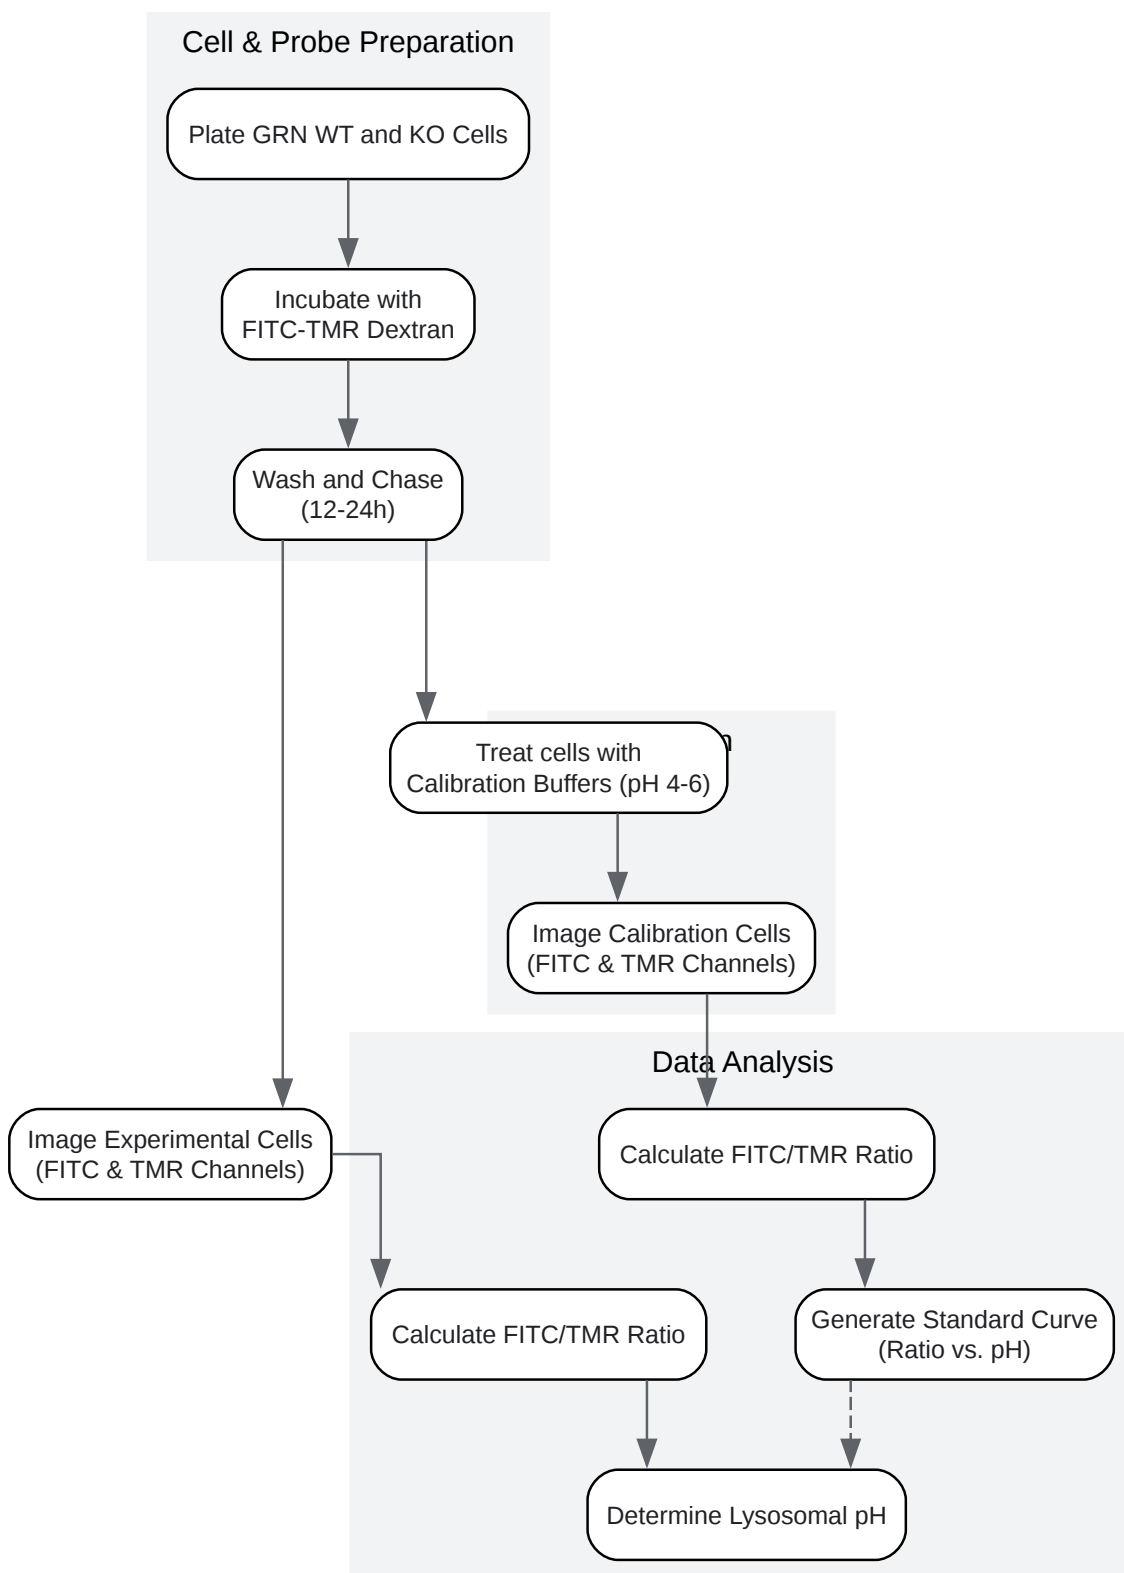 Cell & Probe Preparation
Plate GRN WT and KO Cells
Incubate with
FITC-TMR Dextran
Wash and Chase
(12-24h)
Treat cells with
Calibration Buffers (pH 4-6)
Image Calibration Cells
(FITC & TMR Channels)
Data Analysis
Image Experimental Cells
(FITC & TMR Channels)
Calculate FITC/TMR Ratio
Calculate FITC/TMR Ratio
Generate Standard Curve
(Ratio vs. pH)
Determine Lysosomal pH